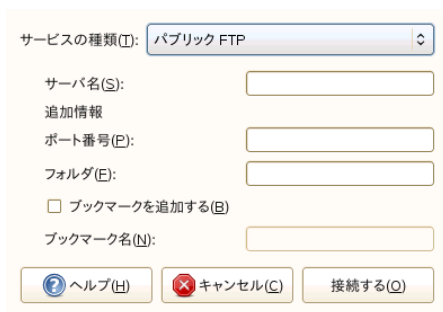 サービスの種類(T): パブリック FTP
サーバ名(S):
追加情報
ポート番号(P):
フォルダ(F):
ブックマークを追加する(B)
ブックマーク名(N):
ヘルプ(H) キャンセル(C) 接続する(O)